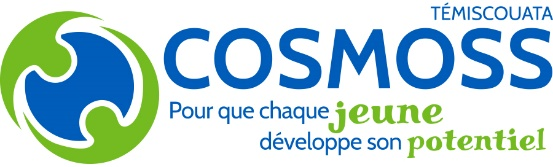 TÉMISCOUATA
COSMOSS
Pour que chaque jeune
développe son potentiel